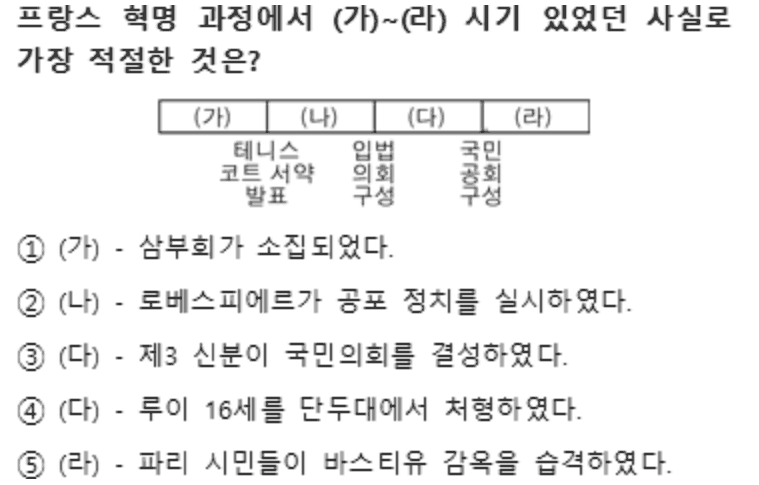 프랑스 혁명 과정에서 (가)~(라) 시기 있었던 사실로
가장 적절한 것은?
(가) (나) (다) (라)
테니스 입법 국민
코트 서약 의회 공회
발표 구성 구성
① (가) - 삼부회가 소집되었다.
② (나) - 로베스피에르가 공포 정치를 실시하였다.
③ (다) - 제3 신분이 국민의회를 결성하였다.
④ (다) - 루이 16세를 단두대에서 처형하였다.
⑤ (라) - 파리 시민들이 바스티유 감옥을 습격하였다.